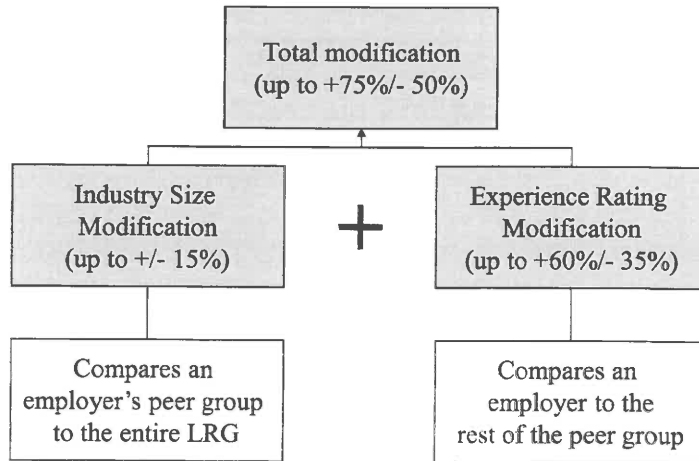 Total modification
(up to +75%/- 50%)
Industry Size
Modification
(up to +/- 15%)
+
Experience Rating
Modification
(up to +60%/- 35%)
Compares an
employer's peer group
to the entire LRG
Compares an
employer to the
rest of the peer group